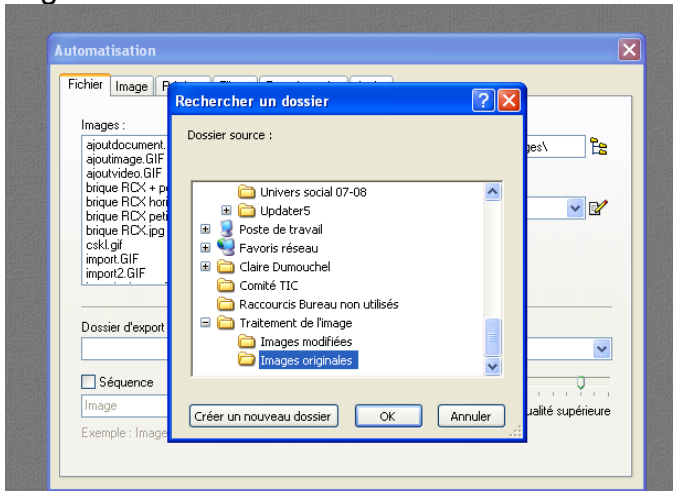 Automatisation
Fichier Image
Rechercher un dossier
Images :
Dossier source :
ajoutdocument.
ajoutimage.GIF
ajoutvideo.GIF
brique RCX +
brique RCX hori
brique RCX peti
brique RCX.jpg
cskl.gif
import.GIF
import2.GIF
Univers social 07-08
Updater5
Poste de travail
Favoris réseau
Claire Dumouchel
Comité TIC
Raccourcis Bureau non utilisés
Traitement de l'image
Images modifiées
Images originales
ges\
Dossier d'export
Séquence
Image
Exemple : Image
Créer un nouveau dossier OK Annuler
ualité supérieure